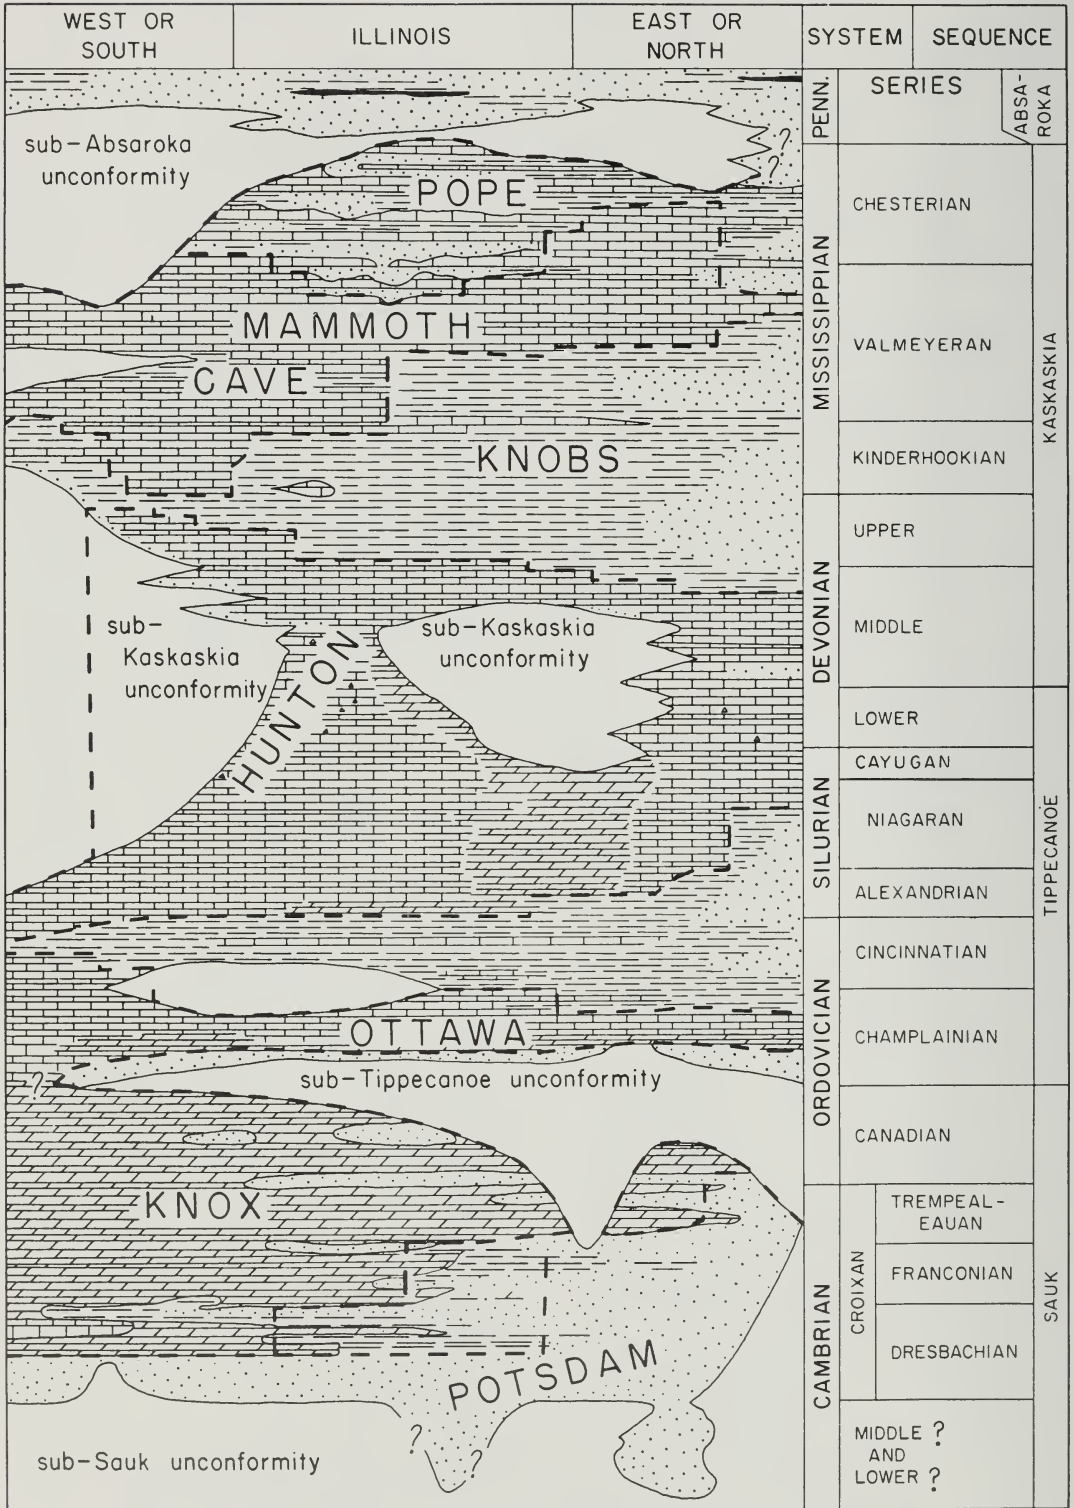 WEST OR
SOUTH
ILLINOIS
EAST OR
NORTH
SYSTEM
SEQUENCE
PENN.
SERIES
ABSA-
ROKA
sub-Absaroka
unconformity
?
?
POPE
CHESTERIAN
MISSISSIPPIAN
MAMMOTH
CAVE
VALMEYERAN
KASKASKIA
KNOBS
KINDERHOOKIAN
UPPER
DEVONIAN
sub-
Kaskaskia
unconformity
HUNTON
sub-Kaskaskia
unconformity
MIDDLE
LOWER
CAYUGAN
SILURIAN
NIAGARAN
TIPPECANOE
ALEXANDRIAN
CINCINNATIAN
ORDOVICIAN
OTTAWA
CHAMPLAINIAN
?
sub-Tippecanoe unconformity
CANADIAN
KNOX
TREMPEAL-
EAUAN
CROIXAN
FRANCONIAN
SAUK
CAMBRIAN
DRESBACHIAN
POTSDAM
?
?
sub-Sauk unconformity
MIDDLE ?
AND
LOWER ?